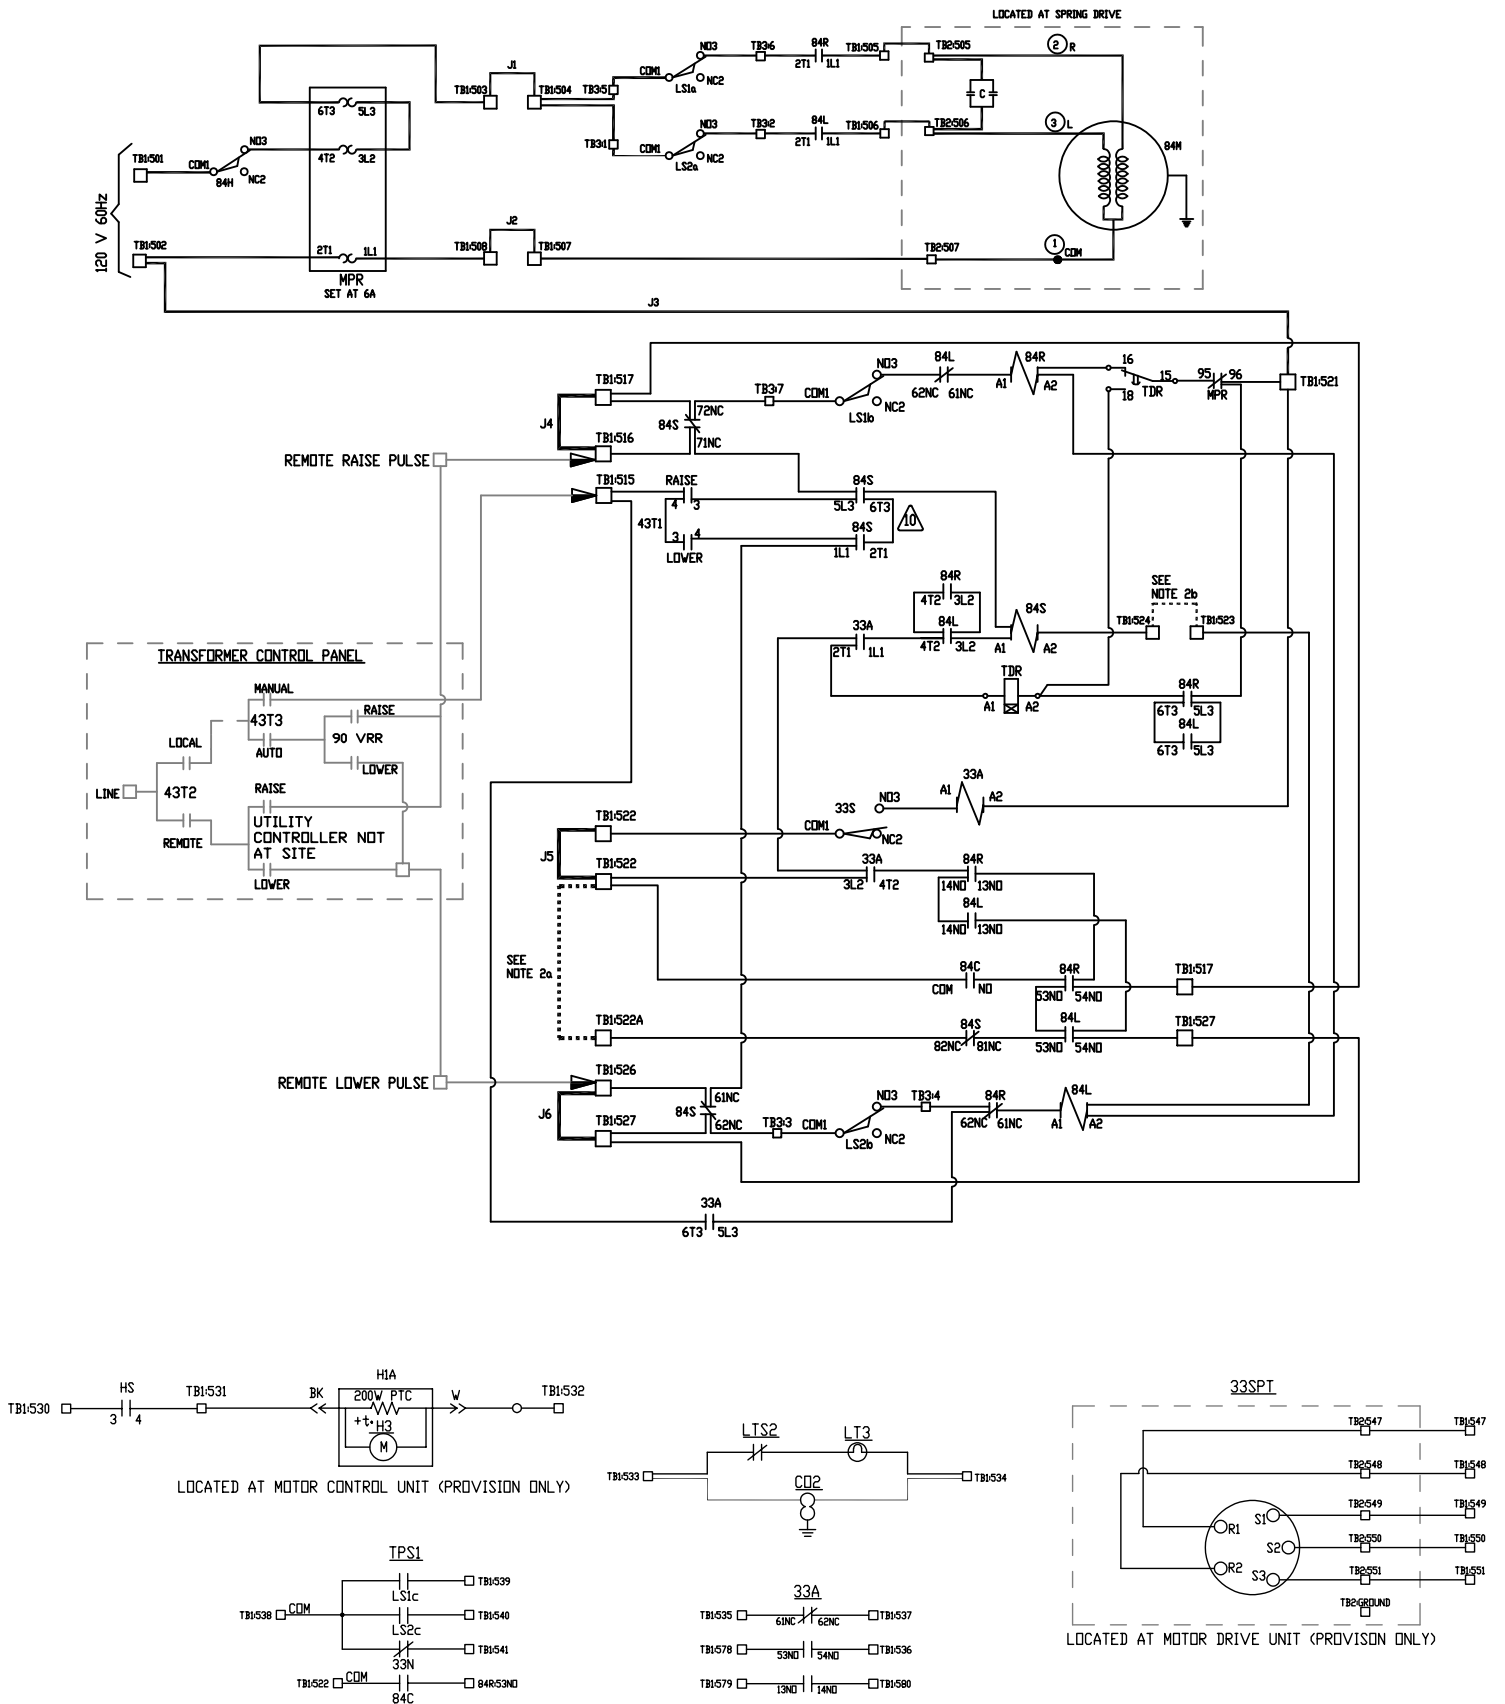 LOCATED AT SPRING DRIVE
120 V 60Hz
TB1:501
TB1:502
COM1
NO3
NC2
84H
6T3
5L3
4T2
3L2
2T1
1L1
MPR
SET AT 6A
TB1:503
J1
TB1:504
TB3:5
TB3:1
COM1
NO3
NC2
LS1a
COM1
NO3
NC2
LS2a
TB3:6
84R
2T1
1L1
TB1:505
TB2:505
TB3:2
84L
2T1
1L1
TB1:506
TB2:506
C
2
R
3
L
84M
TB1:508
J2
TB1:507
TB2:507
1
COM
J3
TB1:517
J4
TB1:516
84S
72NC
71NC
TB3:7
COM1
NO3
NC2
LS1b
84L
62NC
61NC
84R
A1
A2
16
15
18
TDR
95
96
MPR
TB1:521
REMOTE RAISE PULSE
TB1:515
RAISE
4
3
43T1
3
4
LOWER
84S
5L3
6T3
84S
1L1
2T1
10
84R
4T2
3L2
84L
4T2
3L2
33A
2T1
1L1
84S
A1
A2
SEE
NOTE 2b
TB1:524
TB1:523
TDR
A1
A2
84R
6T3
5L3
84L
6T3
5L3
TRANSFORMER CONTROL PANEL
MANUAL
43T3
AUTO
RAISE
90 VRR
LOWER
LOCAL
LINE
43T2
REMOTE
RAISE
UTILITY
CONTROLLER NOT
AT SITE
LOWER
33A
A1
A2
TB1:522
33S
COM1
NO3
NC2
J5
TB1:522
33A
3L2
4T2
84R
14NO
13NO
84L
14NO
13NO
SEE
NOTE 2a
84C
COM
NO
84R
53NO
54NO
TB1:517
TB1:522A
84S
82NC
81NC
84L
53NO
54NO
TB1:527
REMOTE LOWER PULSE
TB1:526
J6
TB1:527
84S
61NC
62NC
TB3:3
COM1
NO3
NC2
LS2b
TB3:4
84R
62NC
61NC
84L
A1
A2
33A
6T3
5L3
TB1:530
HS
3
4
TB1:531
BK
H1A
200W PTC
+t°
H3
M
W
TB1:532
LOCATED AT MOTOR CONTROL UNIT (PROVISION ONLY)
LTS2
LT3
TB1:533
CO2
TB1:534
33SPT
TB2:547
TB1:547
TB2:548
TB1:548
TB2:549
TB1:549
TB2:550
TB1:550
TB2:551
TB1:551
R1
R2
S1
S2
S3
TB2:GROUND
LOCATED AT MOTOR DRIVE UNIT (PROVISON ONLY)
TPS1
TB1:538
COM
LS1c
TB1:539
LS2c
TB1:540
33N
TB1:541
TB1:522
COM
84C
84R:53NO
33A
TB1:535
61NC
62NC
TB1:537
TB1:578
53NO
54NO
TB1:536
TB1:579
13NO
14NO
TB1:580